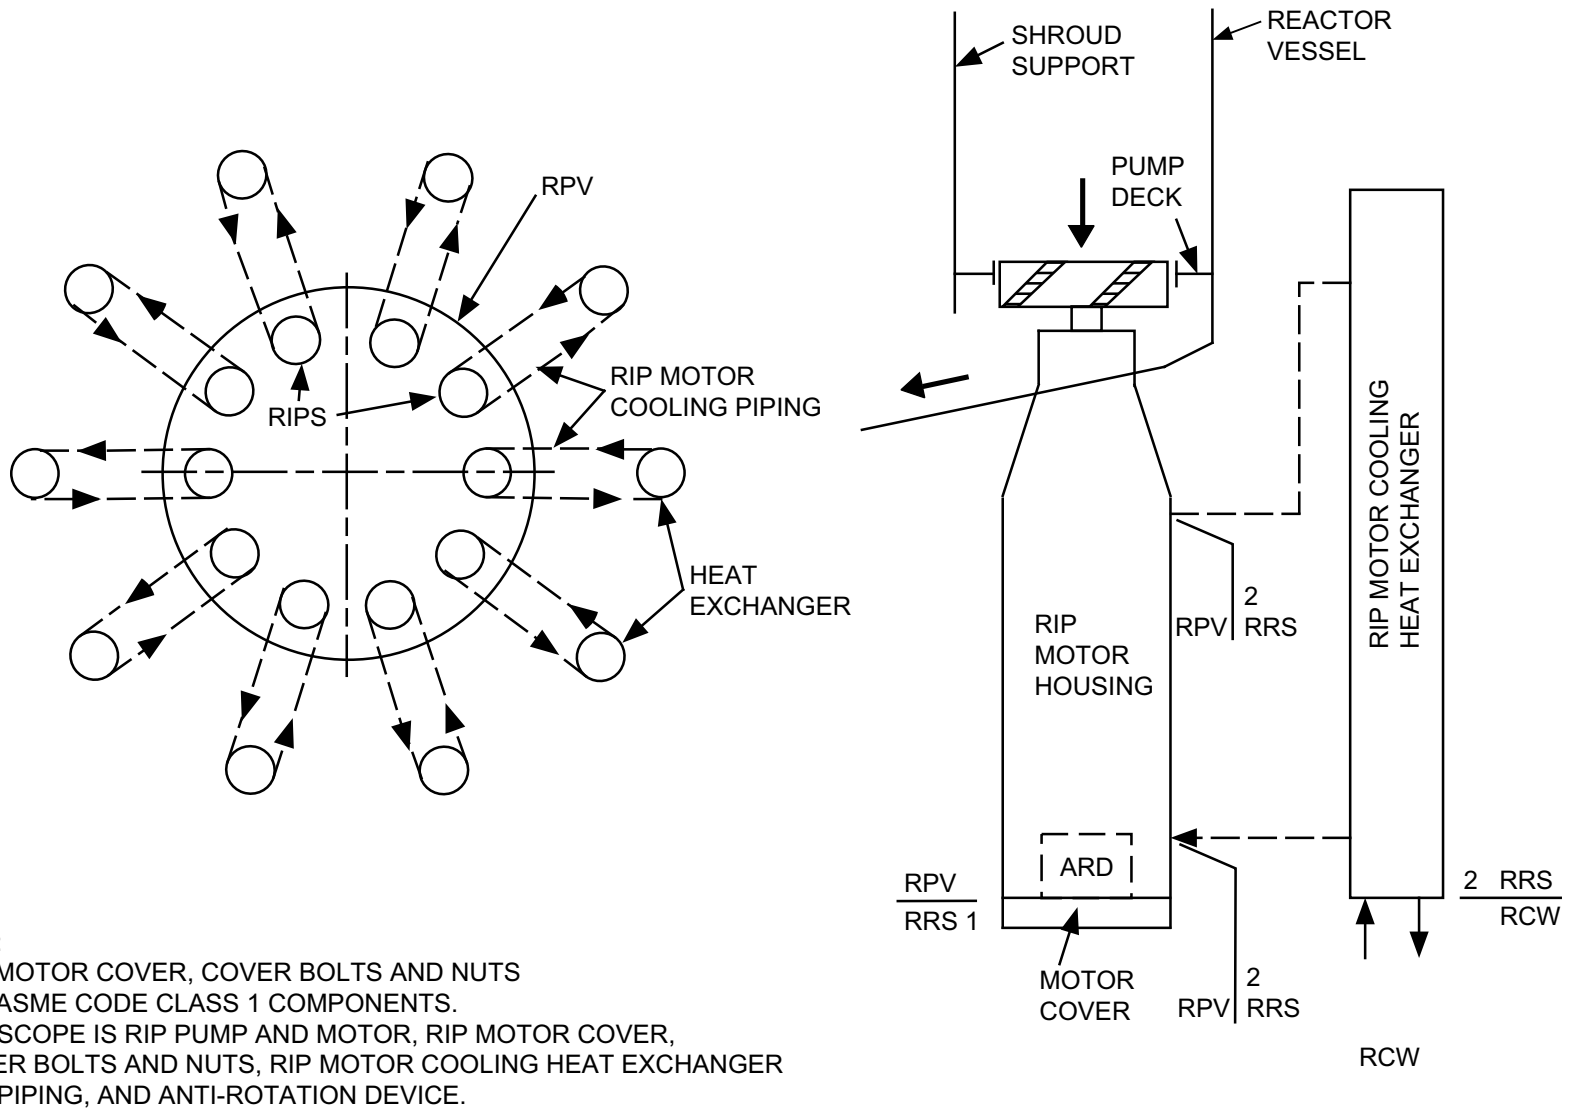 SHROUD
SUPPORT
REACTOR
VESSEL
PUMP
DECK
RPV
RIP MOTOR
COOLING PIPING
RIPS
HEAT
EXCHANGER
RIP MOTOR COOLING
HEAT EXCHANGER
2
RPV RRS
RIP
MOTOR
HOUSING
ARD
RPV
RRS 1
2 RRS
RCW
MOTOR
COVER
2
RPV RRS
RCW
MOTOR COVER, COVER BOLTS AND NUTS
ASME CODE CLASS 1 COMPONENTS.
SCOPE IS RIP PUMP AND MOTOR, RIP MOTOR COVER,
BOLTS AND NUTS, RIP MOTOR COOLING HEAT EXCHANGER
PIPING, AND ANTI-ROTATION DEVICE.